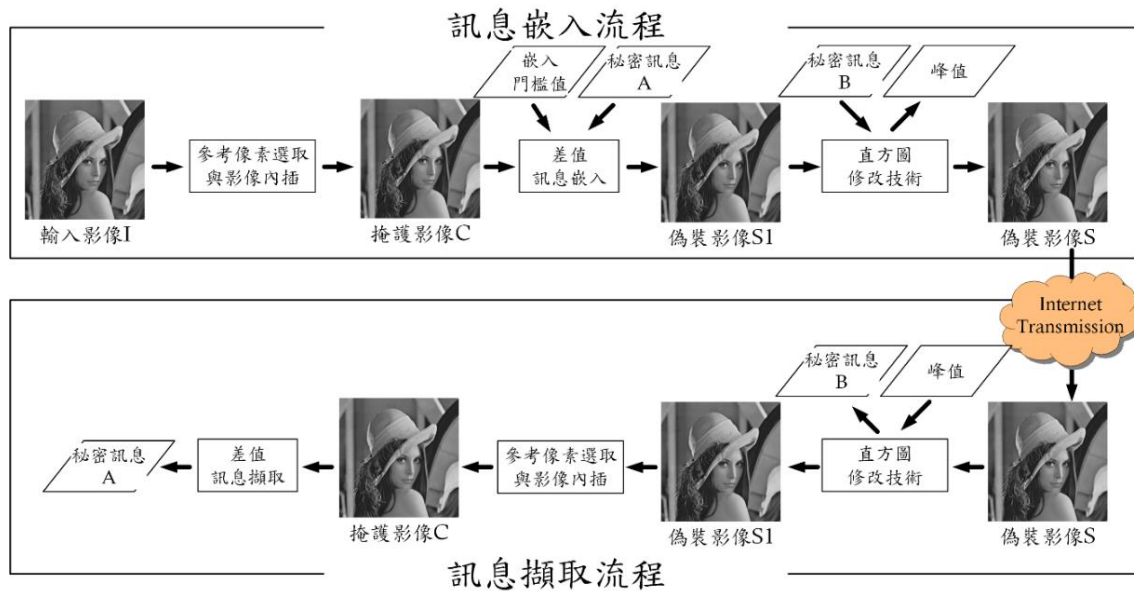 訊息嵌入流程
嵌入
門檻值
秘密訊息
A
秘密訊息
B
峰值
參考像素選取
與影像內插
差值
訊息嵌入
直方圖
修改技術
輸入影像I
掩護影像C
偽裝影像S1
偽裝影像S
Internet
Transmission
秘密訊息
B
峰值
秘密訊息
A
差值
訊息擷取
參考像素選取
與影像內插
直方圖
修改技術
掩護影像C
偽裝影像S1
偽裝影像S
訊息擷取流程